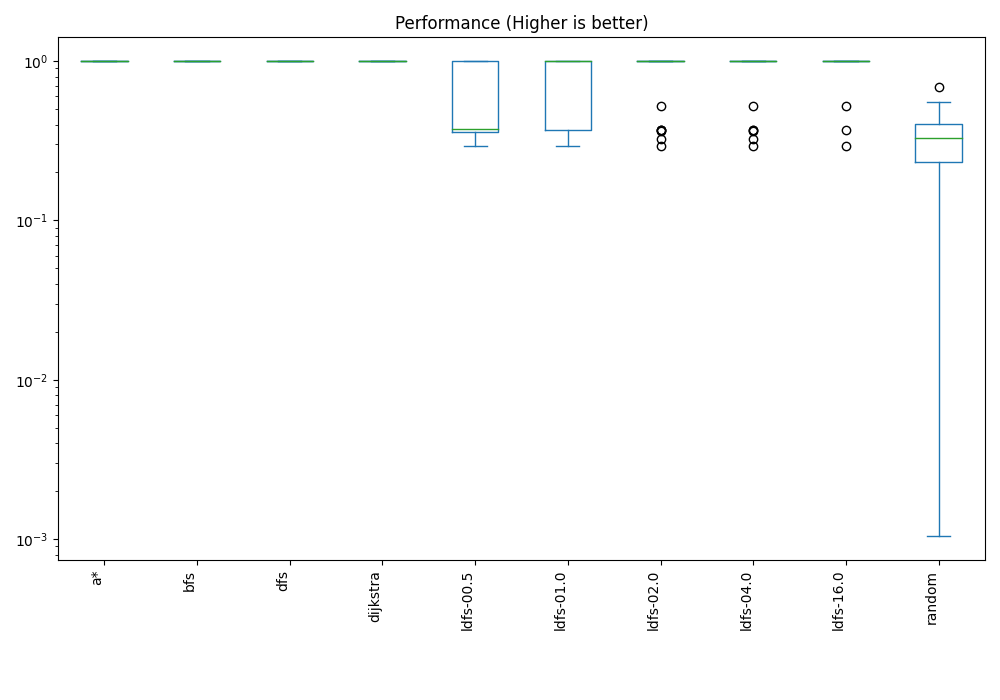 Performance (Higher is better)
10⁰
10⁻¹
10⁻²
10⁻³
a*
bfs
dfs
dijkstra
ldfs-00.5
ldfs-01.0
ldfs-02.0
ldfs-04.0
ldfs-16.0
random